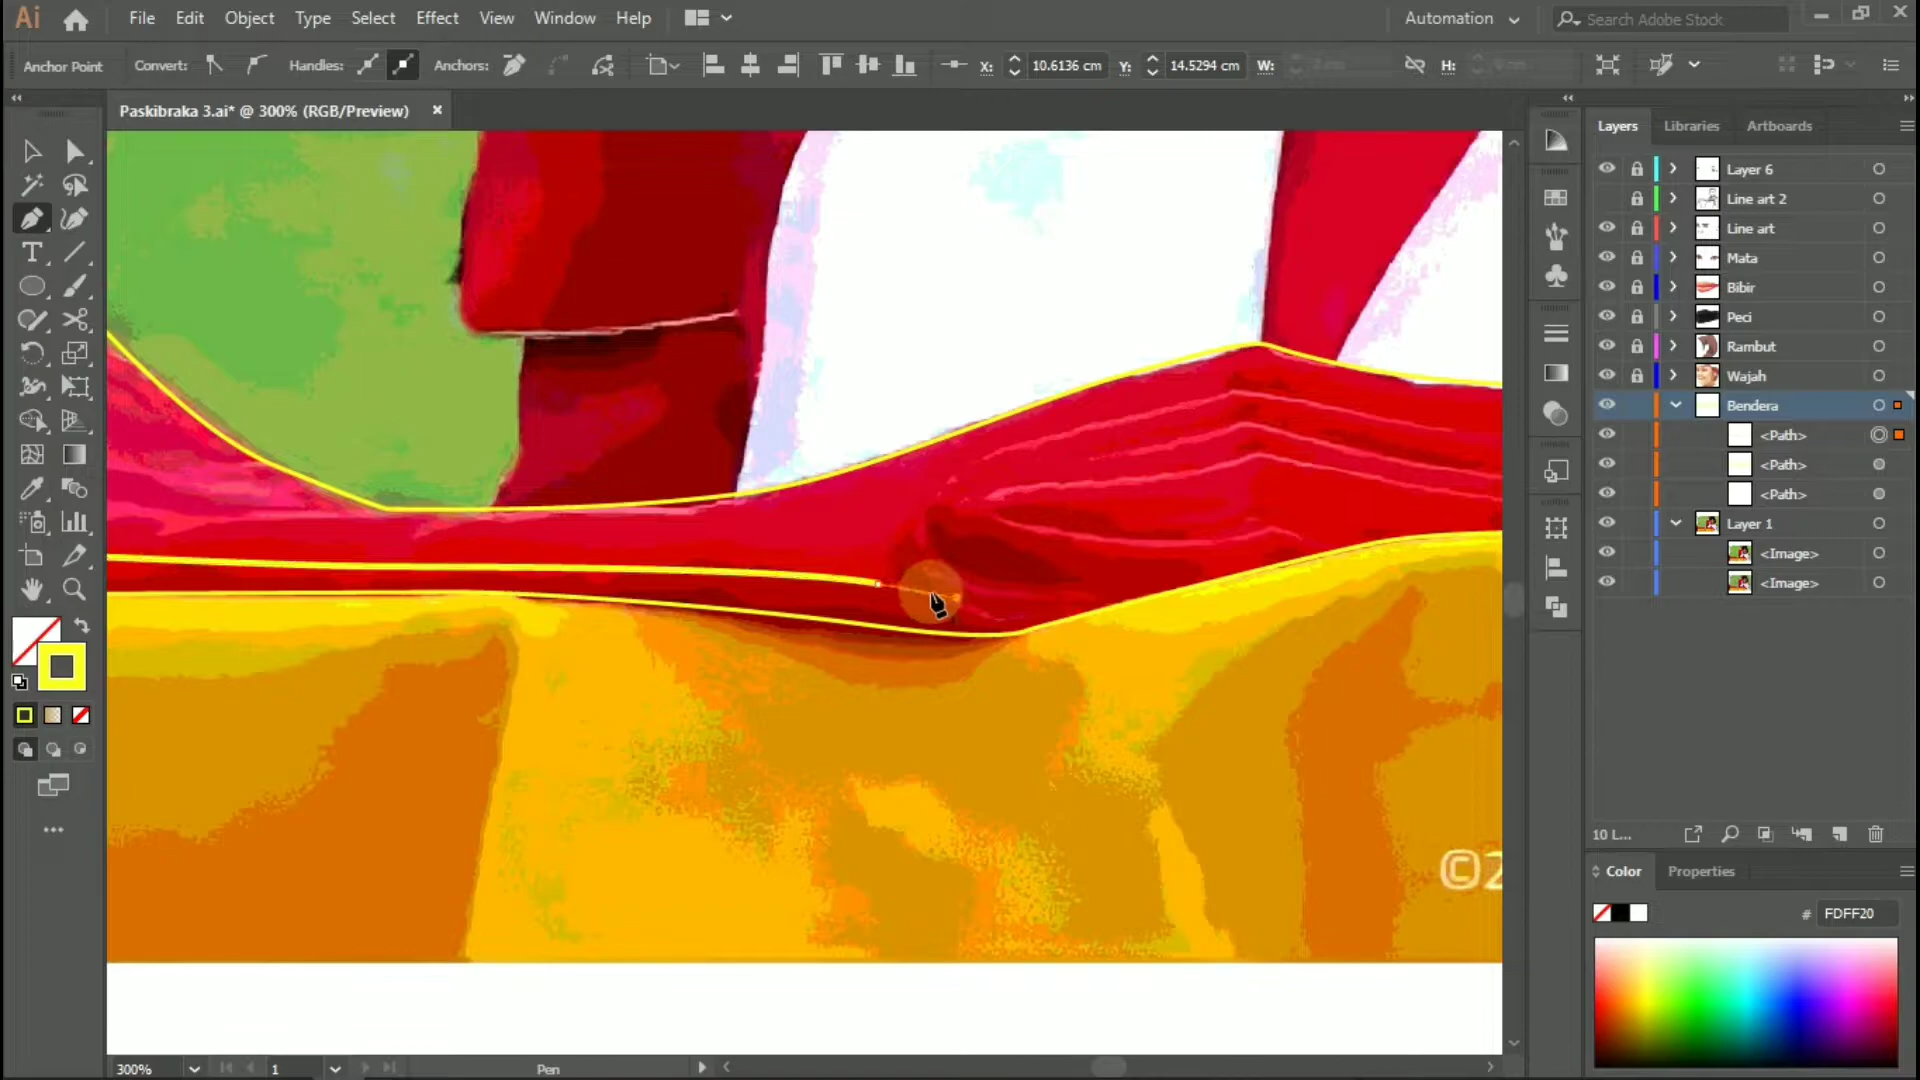 Ai File Edit Object Type Select Effect View Window Help Automation Search Adobe Stock
Anchor Point Convert: Handles: Anchors: X: 10.6136 cm Y: 14.5294 cm W: H:
Paskibraka 3.ai* @ 300% (RGB/Preview)
Layers Libraries Artboards
Layer 6
Line art 2
Line art
Mata
Bibir
Peci
Rambut
Wajah
Bendera
<Path>
<Path>
<Path>
Layer 1
<Image>
<Image>
10 L...
Color Properties
# FDFF20
©2
300% 1 Pen